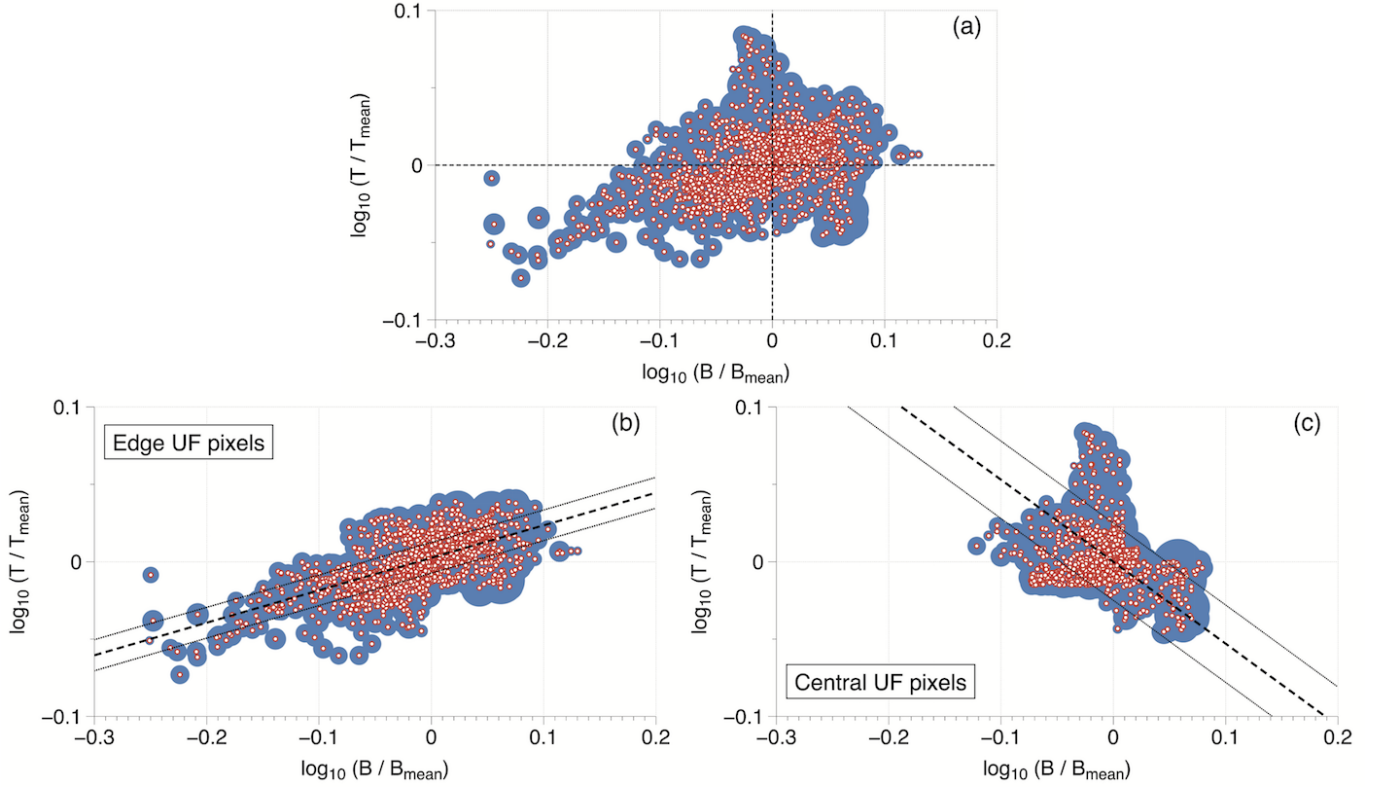 (a)
0.1
0
−0.1
log10 (T / Tmean)
−0.3 −0.2 −0.1 0 0.1 0.2
log10 (B / Bmean)
(b)
Edge UF pixels
0.1
0
−0.1
log10 (T / Tmean)
−0.3 −0.2 −0.1 0 0.1 0.2
log10 (B / Bmean)
(c)
0.1
0
−0.1
log10 (T / Tmean)
Central UF pixels
−0.3 −0.2 −0.1 0 0.1 0.2
log10 (B / Bmean)